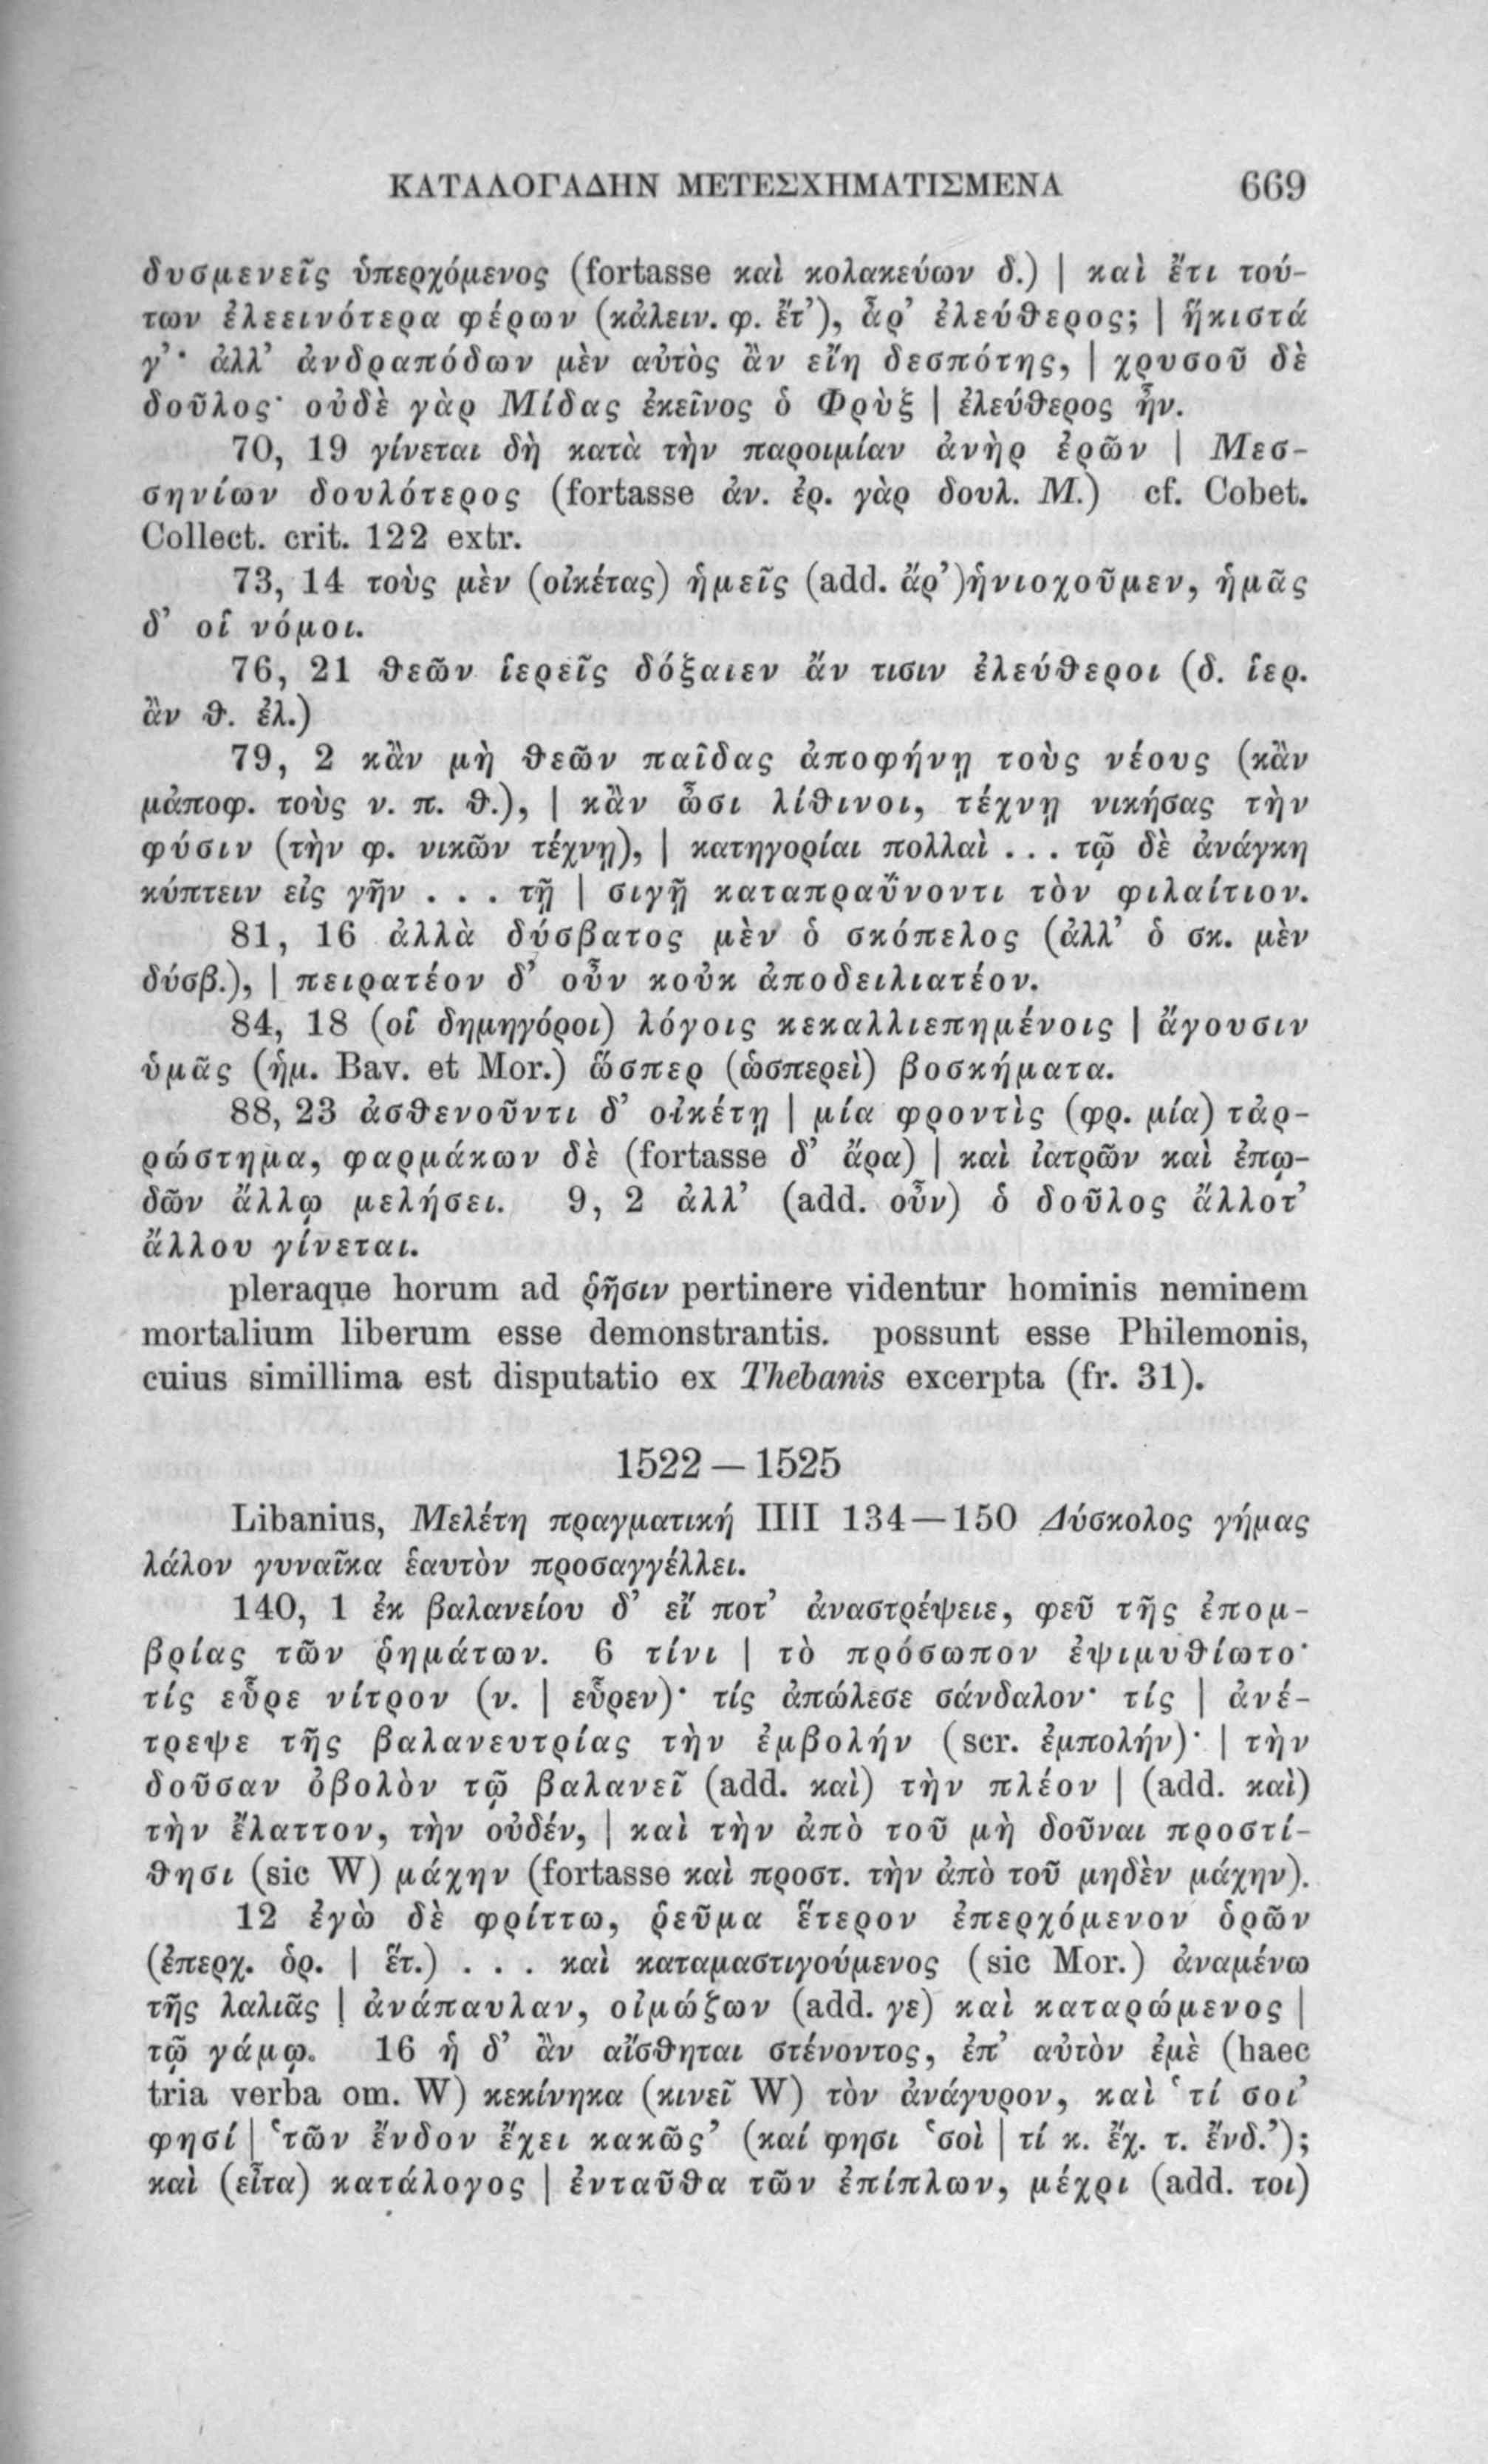 ΚΑΤΑΛΟΓΑΔΗΝ ΜΕΤΕΣΧΗΜΑΤΙΣΜΕΝΑ 669
δυσμενεῖς ὑπερχόμενος (fortasse καὶ κολακεύων δ.) | καὶ ἔτι τού-
των ἐλεεινότερα φέρων (κἀλειν. φ. ἔτ’), ἆρ’ ἐλεύθερος; | ἥκιστά
γ’· ἀλλ’ ἀνδραπόδων μὲν αὐτὸς ἂν εἴη δεσπότης, | χρυσοῦ δὲ
δοῦλος· οὐδὲ γὰρ Μίδας ἐκεῖνος ὁ Φρὺξ | ἐλεύθερος ἦν.
70, 19 γίνεται δὴ κατὰ τὴν παροιμίαν ἀνὴρ ἐρῶν | Μεσ-
σηνίων δουλότερος (fortasse ἀν. ἐρ. γὰρ δουλ. Μ.) cf. Cobet.
Collect. crit. 122 extr.
73, 14 τοὺς μὲν (οἰκέτας) ἡμεῖς (add. ἄρ’)ἡνιοχοῦμεν, ἡμᾶς
δ’ οἱ νόμοι.
76, 21 θεῶν ἱερεῖς δόξαιεν ἄν τισιν ἐλεύθεροι (δ. ἱερ.
ἂν θ. ἐλ.)
79, 2 κἂν μὴ θεῶν παῖδας ἀποφήνῃ τοὺς νέους (κἂν
μἀποφ. τοὺς ν. π. θ.), | κἂν ὦσι λίθινοι, τέχνῃ νικήσας τὴν
φύσιν (τὴν φ. νικῶν τέχνῃ), | κατηγορίαι πολλαὶ . . . τῷ δὲ ἀνάγκη
κύπτειν εἰς γῆν . . . τῇ | σιγῇ καταπραΰνοντι τὸν φιλαίτιον.
81, 16 ἀλλὰ δύσβατος μὲν ὁ σκόπελος (ἀλλ’ ὁ σκ. μὲν
δύσβ.), | πειρατέον δ’ οὖν κοὐκ ἀποδειλιατέον.
84, 18 (οἱ δημηγόροι) λόγοις κεκαλλιεπημένοις | ἄγουσιν
ὑμᾶς (ἡμ. Bav. et Mor.) ὥσπερ (ὡσπερεὶ) βοσκήματα.
88, 23 ἀσθενοῦντι δ’ οἰκέτῃ | μία φροντὶς (φρ. μία) τἀρ-
ρώστημα, φαρμάκων δὲ (fortasse δ’ ἄρα) | καὶ ἰατρῶν καὶ ἐπῳ-
δῶν ἄλλῳ μελήσει. 9, 2 ἀλλ’ (add. οὖν) ὁ δοῦλος ἄλλοτ’
ἄλλου γίνεται.
pleraque horum ad ῥῆσιν pertinere videntur hominis neminem
mortalium liberum esse demonstrantis. possunt esse Philemonis,
cuius simillima est disputatio ex Thebanis excerpta (fr. 31).
1522 — 1525
Libanius, Μελέτη πραγματική IIII 134—150 Δύσκολος γήμας
λάλον γυναῖκα ἑαυτὸν προσαγγέλλει.
140, 1 ἐκ βαλανείου δ’ εἴ ποτ’ ἀναστρέψειε, φεῦ τῆς ἐπομ-
βρίας τῶν ῥημάτων. 6 τίνι | τὸ πρόσωπον ἐψιμυθίωτο·
τίς εὗρε νίτρον (ν. | εὗρεν)· τίς ἀπώλεσε σάνδαλον· τίς | ἀνέ-
τρεψε τῆς βαλανευτρίας τὴν ἐμβολήν (scr. ἐμπολήν)· | τὴν
δοῦσαν ὀβολὸν τῷ βαλανεῖ (add. καὶ) τὴν πλέον | (add. καὶ)
τὴν ἔλαττον, τὴν οὐδέν, | καὶ τὴν ἀπὸ τοῦ μὴ δοῦναι προστί-
θησι (sic W) μάχην (fortasse καὶ προστ. τὴν ἀπὸ τοῦ μηδὲν μάχην).
12 ἐγὼ δὲ φρίττω, ῥεῦμα ἕτερον ἐπερχόμενον ὁρῶν
(ἐπερχ. ὁρ. | ἕτ.) . . . καὶ καταμαστιγούμενος (sic Mor.) ἀναμένω
τῆς λαλιᾶς | ἀνάπαυλαν, οἰμώζων (add. γε) καὶ καταρώμενος |
τῷ γάμῳ. 16 ἡ δ’ ἂν αἴσθηται στένοντος, ἐπ’ αὐτὸν ἐμὲ (haec
tria verba om. W) κεκίνηκα (κινεῖ W) τὸν ἀνάγυρον, καὶ ‘τί σοι’
φησί | ‘τῶν ἔνδον ἔχει κακῶς’ (καί φησι ‘σοὶ | τί κ. ἔχ. τ. ἔνδ.’);
καὶ (εἶτα) κατάλογος | ἐνταῦθα τῶν ἐπίπλων, μέχρι (add. τοι)